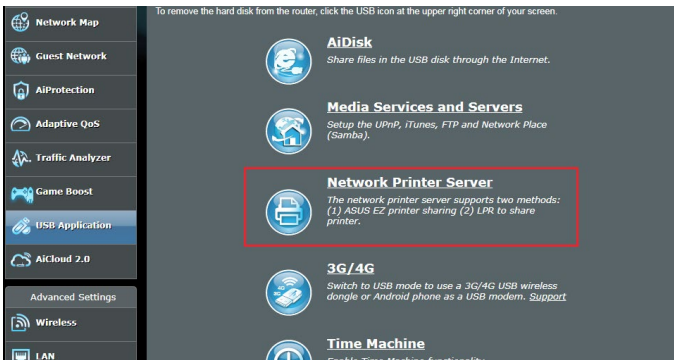 To remove the hard disk from the router, click the USB icon at the upper right corner of your screen.
Network Map
Guest Network
AiProtection
Adaptive QoS
Traffic Analyzer
Game Boost
USB Application
AiCloud 2.0
Advanced Settings
Wireless
LAN
AiDisk
Share files in the USB disk through the Internet.
Media Services and Servers
Setup the UPnP, iTunes, FTP and Network Place
(Samba).
Network Printer Server
The network printer server supports two methods:
(1) ASUS EZ printer sharing (2) LPR to share
printer.
3G/4G
Switch to USB mode to use a 3G/4G USB wireless
dongle or Android phone as a USB modem. Support
Time Machine
Enable Time Machine functionality